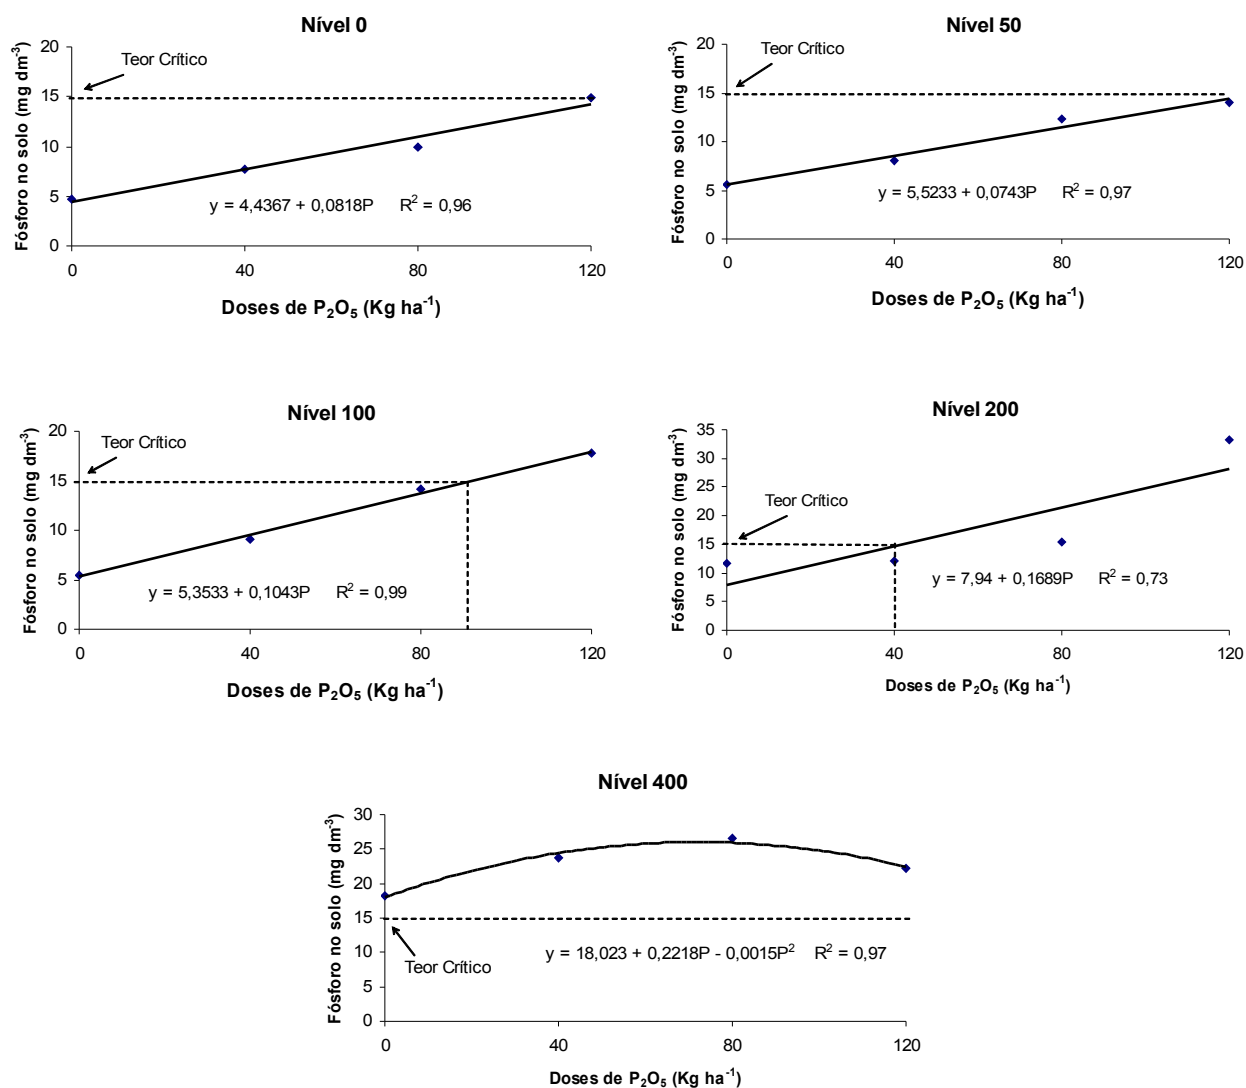 Nível 0
Fósforo no solo (mg dm⁻³)
20
15
10
5
0
Teor Crítico
y = 4,4367 + 0,0818P R² = 0,96
0 40 80 120
Doses de P₂O₅ (Kg ha⁻¹)
Nível 50
Fósforo no solo (mg dm⁻³)
20
15
10
5
0
Teor Crítico
y = 5,5233 + 0,0743P R² = 0,97
0 40 80 120
Doses de P₂O₅ (Kg ha⁻¹)
Nível 100
Fósforo no solo (mg dm⁻³)
20
15
10
5
0
Teor Crítico
y = 5,3533 + 0,1043P R² = 0,99
0 40 80 120
Doses de P₂O₅ (Kg ha⁻¹)
Nível 200
Fósforo no solo (mg dm⁻³)
35
30
25
20
15
10
5
0
Teor Crítico
y = 7,94 + 0,1689P R² = 0,73
0 40 80 120
Doses de P₂O₅ (Kg ha⁻¹)
Nível 400
Fósforo no solo (mg dm⁻³)
30
25
20
15
10
5
0
y = 18,023 + 0,2218P - 0,0015P² R² = 0,97
Teor Crítico
0 40 80 120
Doses de P₂O₅ (Kg ha⁻¹)